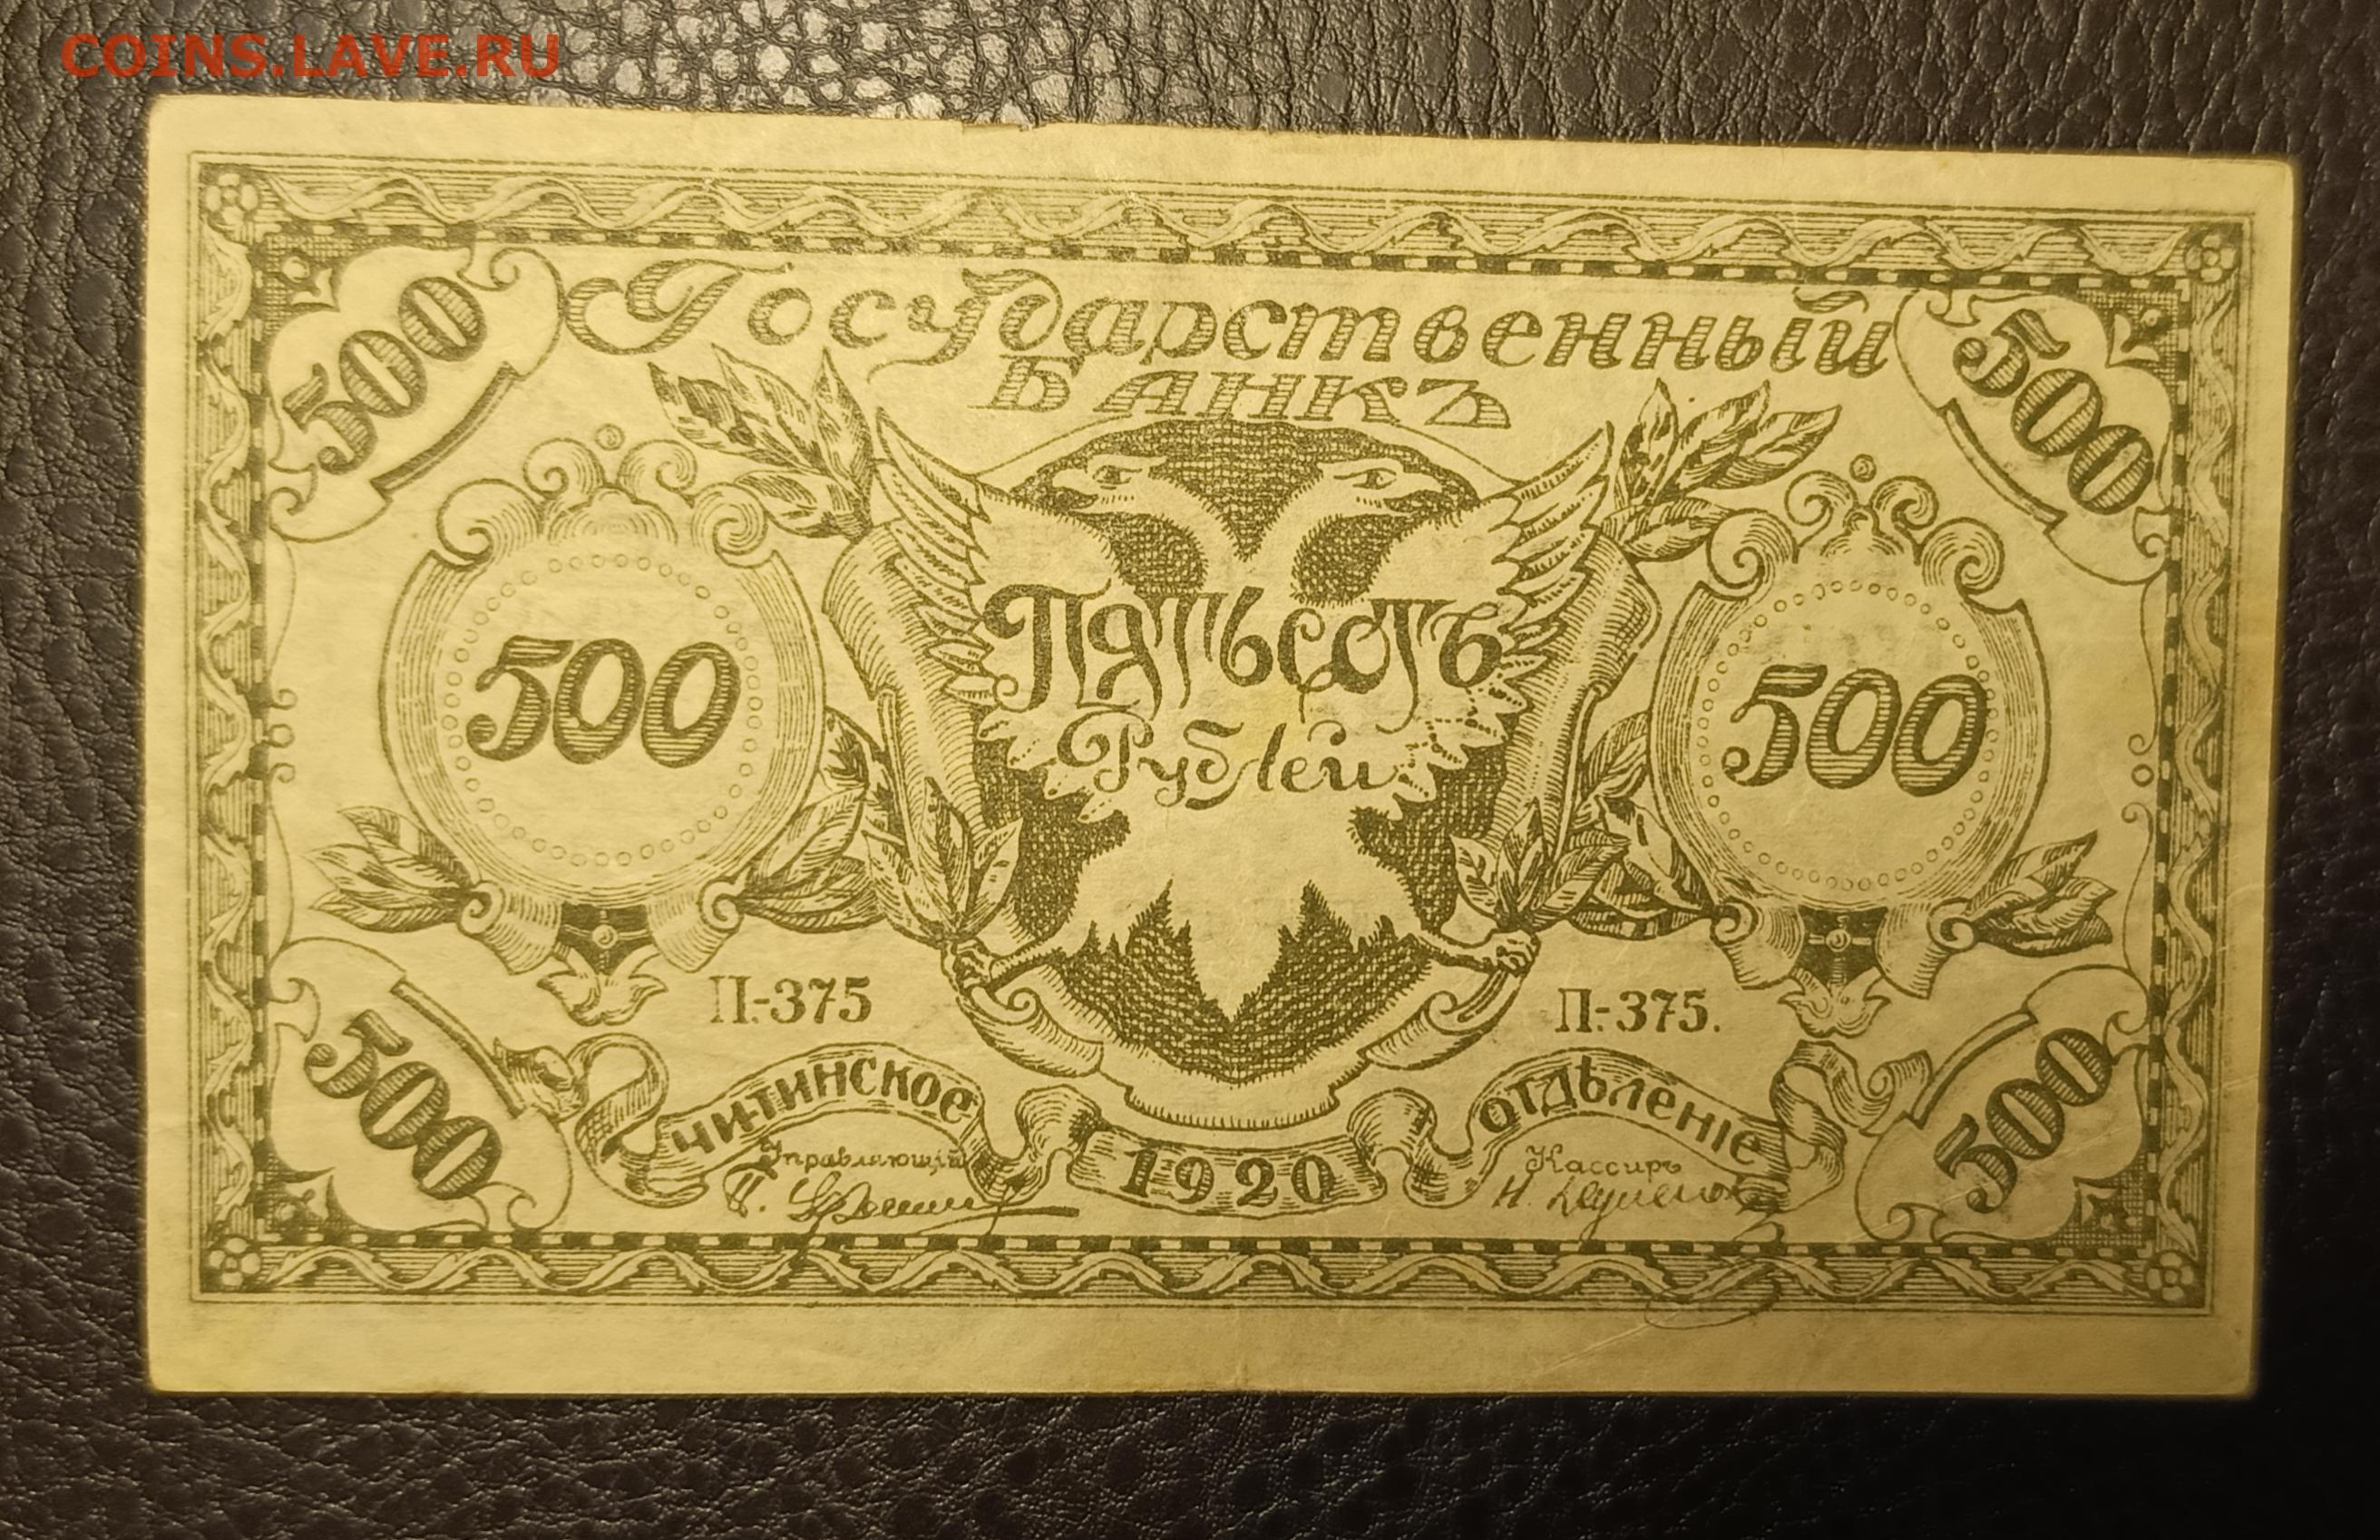 COINS.LAVE.RU
500 Государственный 500
БАНКЪ
500 Пятьсотъ 500
Рублей
П.-375 П.-375.
500 ЧИТИНСКОЕ 1920 ОТДѢЛЕНІЕ 500
Управляющій Кассиръ